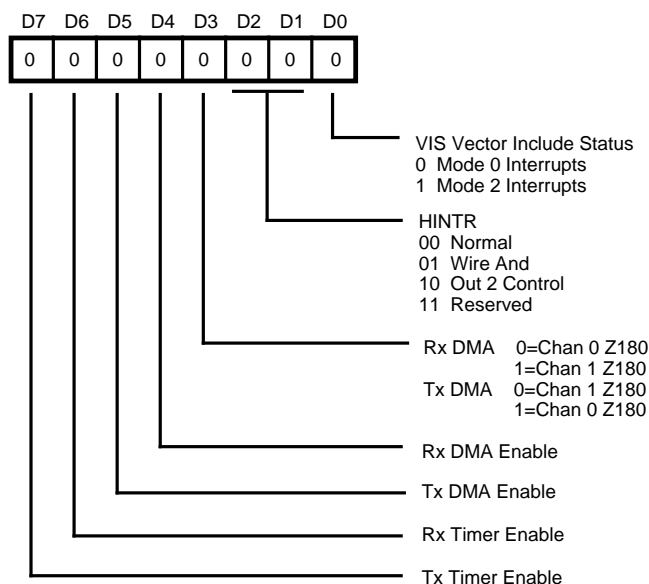 D7 D6 D5 D4 D3 D2 D1 D0
0 0 0 0 0 0 0 0
VIS Vector Include Status
0 Mode 0 Interrupts
1 Mode 2 Interrupts
HINTR
00 Normal
01 Wire And
10 Out 2 Control
11 Reserved
Rx DMA 0=Chan 0 Z180
1=Chan 1 Z180
Tx DMA 0=Chan 1 Z180
1=Chan 0 Z180
Rx DMA Enable
Tx DMA Enable
Rx Timer Enable
Tx Timer Enable